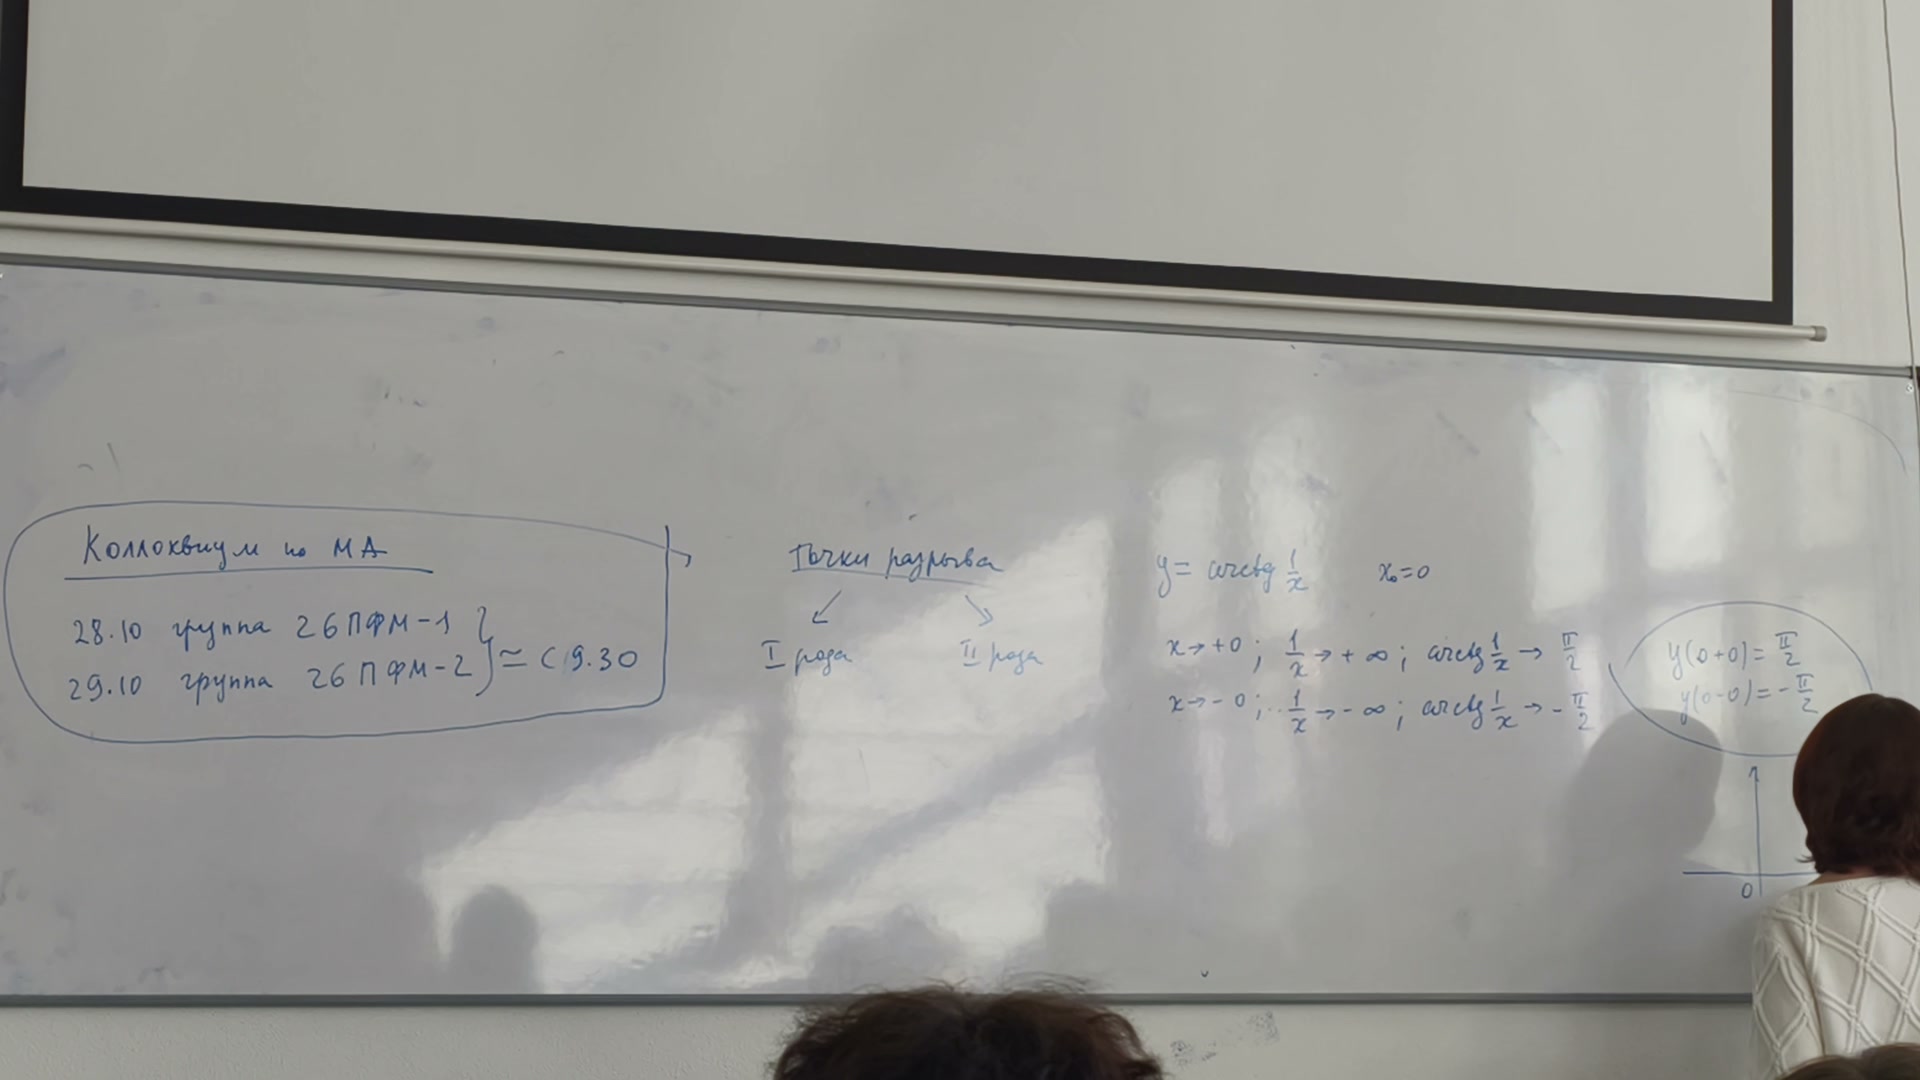 Коллоквиум по МА
28.10 группа 26ПФМ-1
29.10 группа 26ПФМ-2 } ≃ С 9.30
Точки разрыва
↙ ↘
I рода II рода
y = arctg 1/x x₀=0
x→+0; 1/x→+∞; arctg 1/x → π/2
x→-0; 1/x→-∞; arctg 1/x → -π/2
y(0+0)= π/2
y(0-0)= -π/2
0